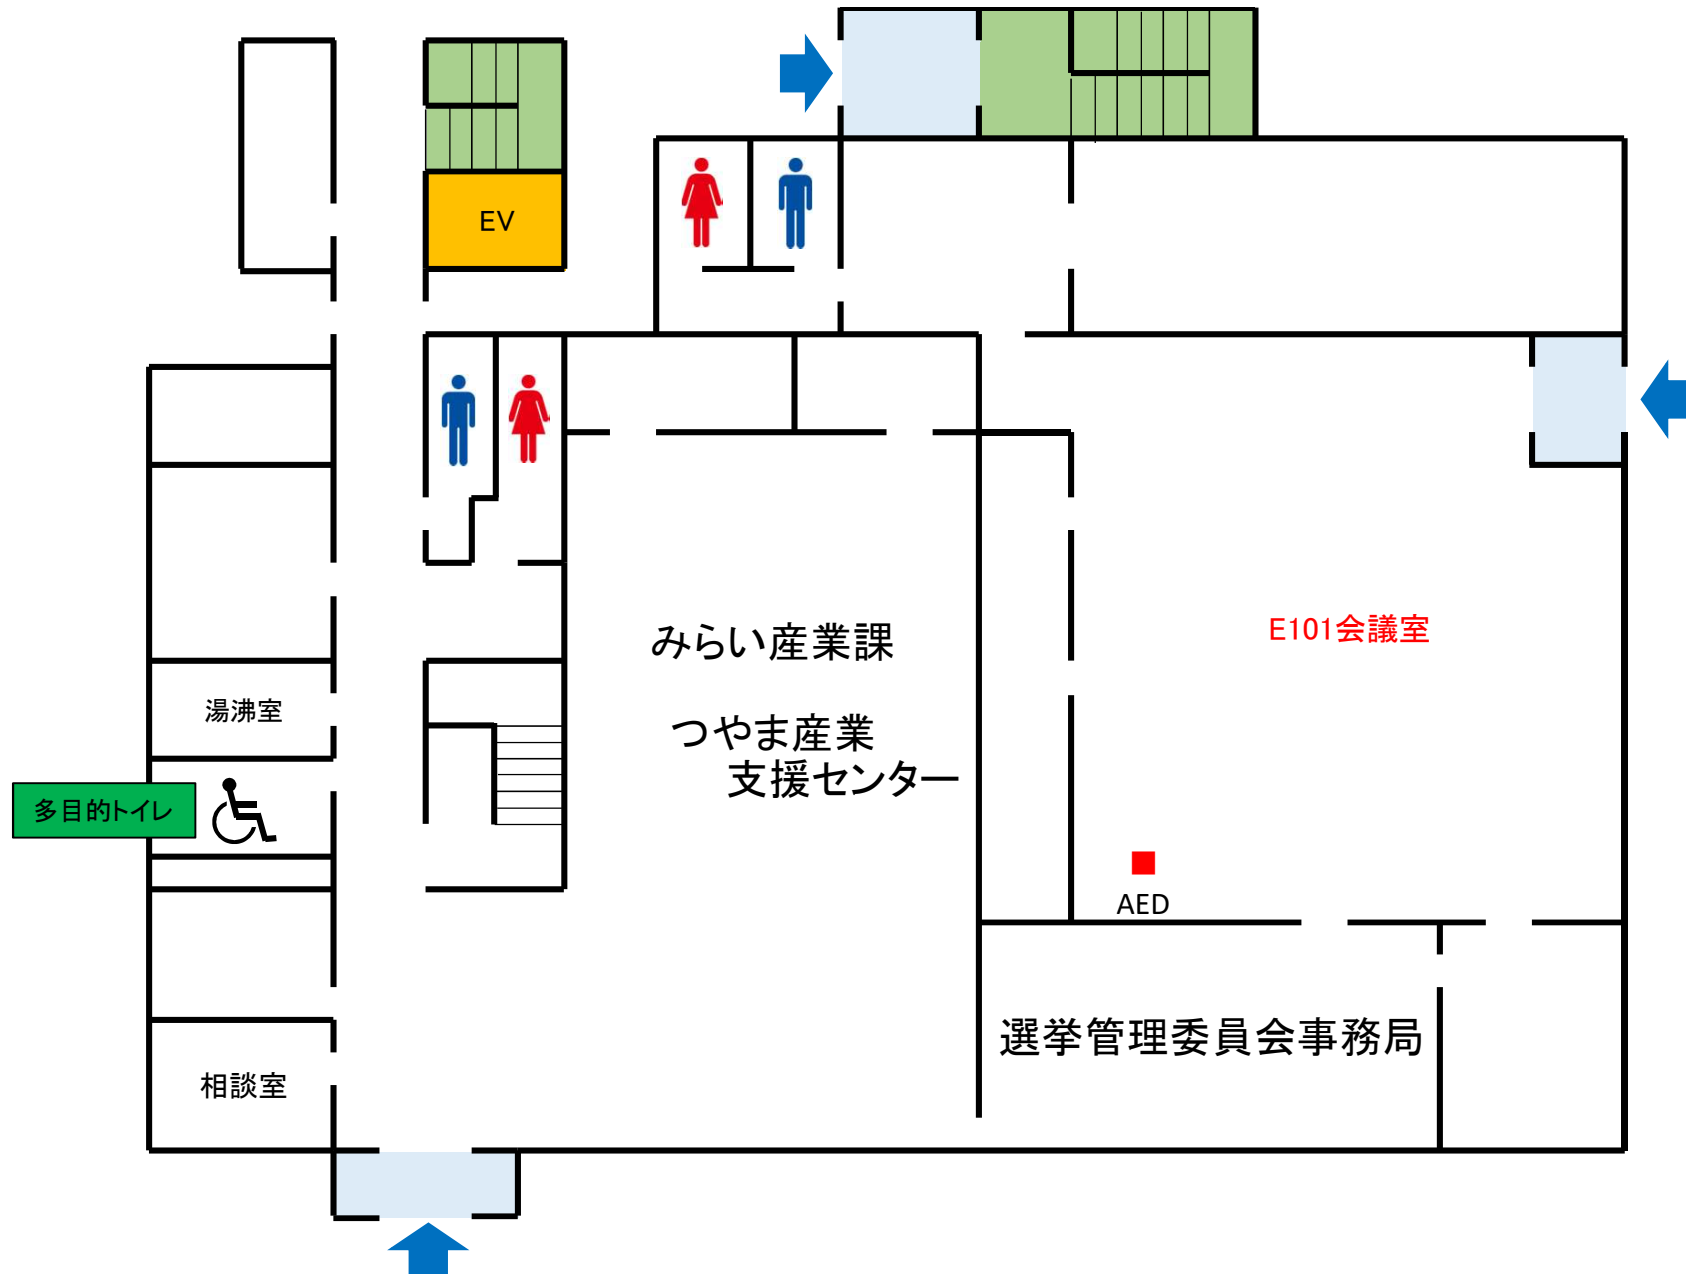 EV
みらい産業課
E101会議室
湯沸室
つやま産業
支援センター
多目的トイレ
AED
選挙管理委員会事務局
相談室